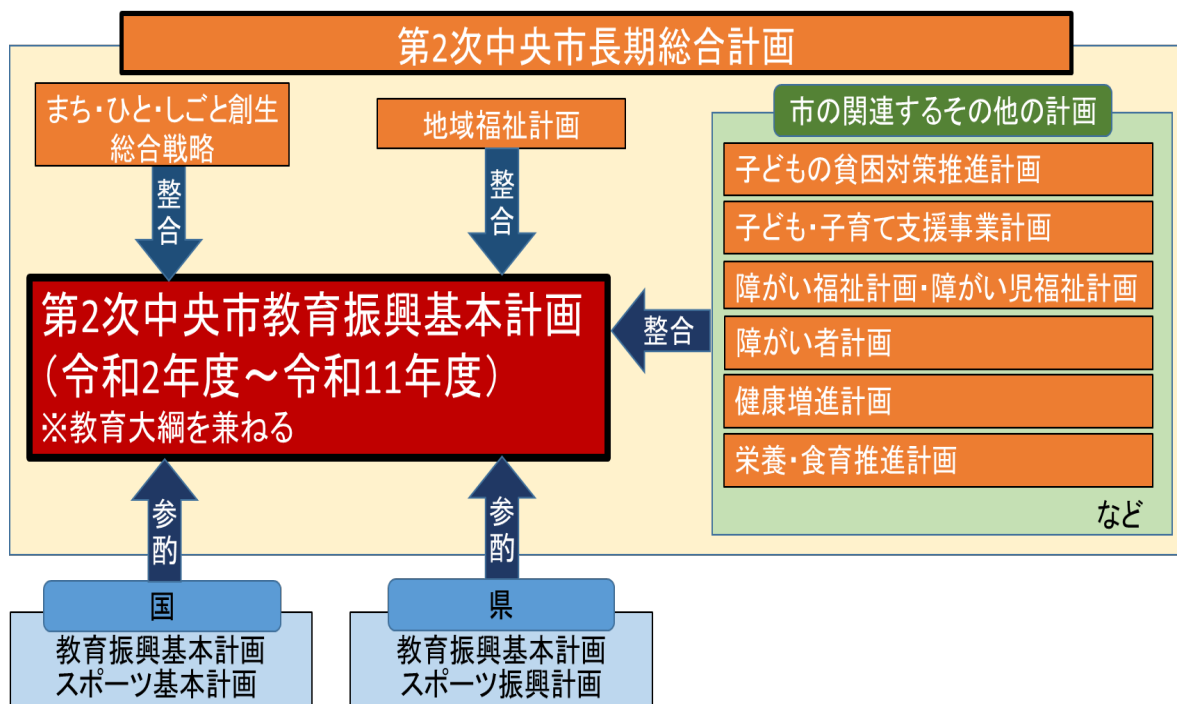 第2次中央市長期総合計画
まち・ひと・しごと創生
総合戦略
地域福祉計画
市の関連するその他の計画
整合
整合
子どもの貧困対策推進計画
子ども・子育て支援事業計画
障がい福祉計画・障がい児福祉計画
障がい者計画
健康増進計画
栄養・食育推進計画
など
整合
第2次中央市教育振興基本計画
（令和2年度～令和11年度）
※教育大綱を兼ねる
参酌
参酌
国
教育振興基本計画
スポーツ基本計画
県
教育振興基本計画
スポーツ振興計画